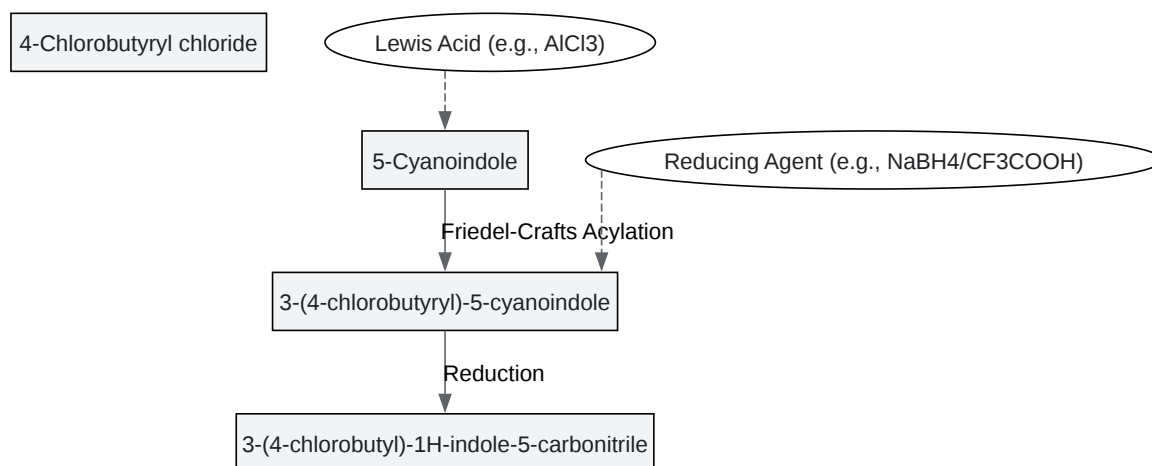 4-Chlorobutyryl chloride
Lewis Acid (e.g., AlCl3)
5-Cyanoindole
Reducing Agent (e.g., NaBH4/CF3COOH)
Friedel-Crafts Acylation
3-(4-chlorobutyryl)-5-cyanoindole
Reduction
3-(4-chlorobutyl)-1H-indole-5-carbonitrile